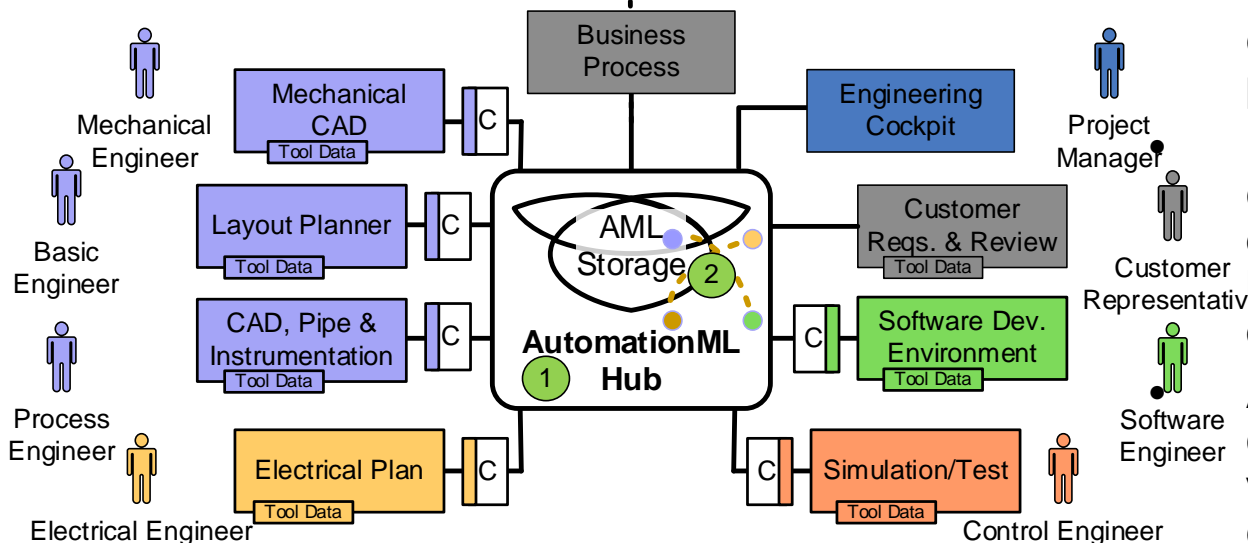 Business
Process
Mechanical
CAD
Tool Data
C
Engineering
Cockpit
Mechanical
Engineer
Project
Manager
Layout Planner
Tool Data
C
AML
Storage
2
Customer
Reqs. & Review
Tool Data
Basic
Engineer
Customer
Representativ
CAD, Pipe &
Instrumentation
Tool Data
C
AutomationML
Hub
1
C
Software Dev.
Environment
Tool Data
Process
Engineer
Software
Engineer
Electrical Plan
Tool Data
C
C
Simulation/Test
Tool Data
Electrical Engineer
Control Engineer